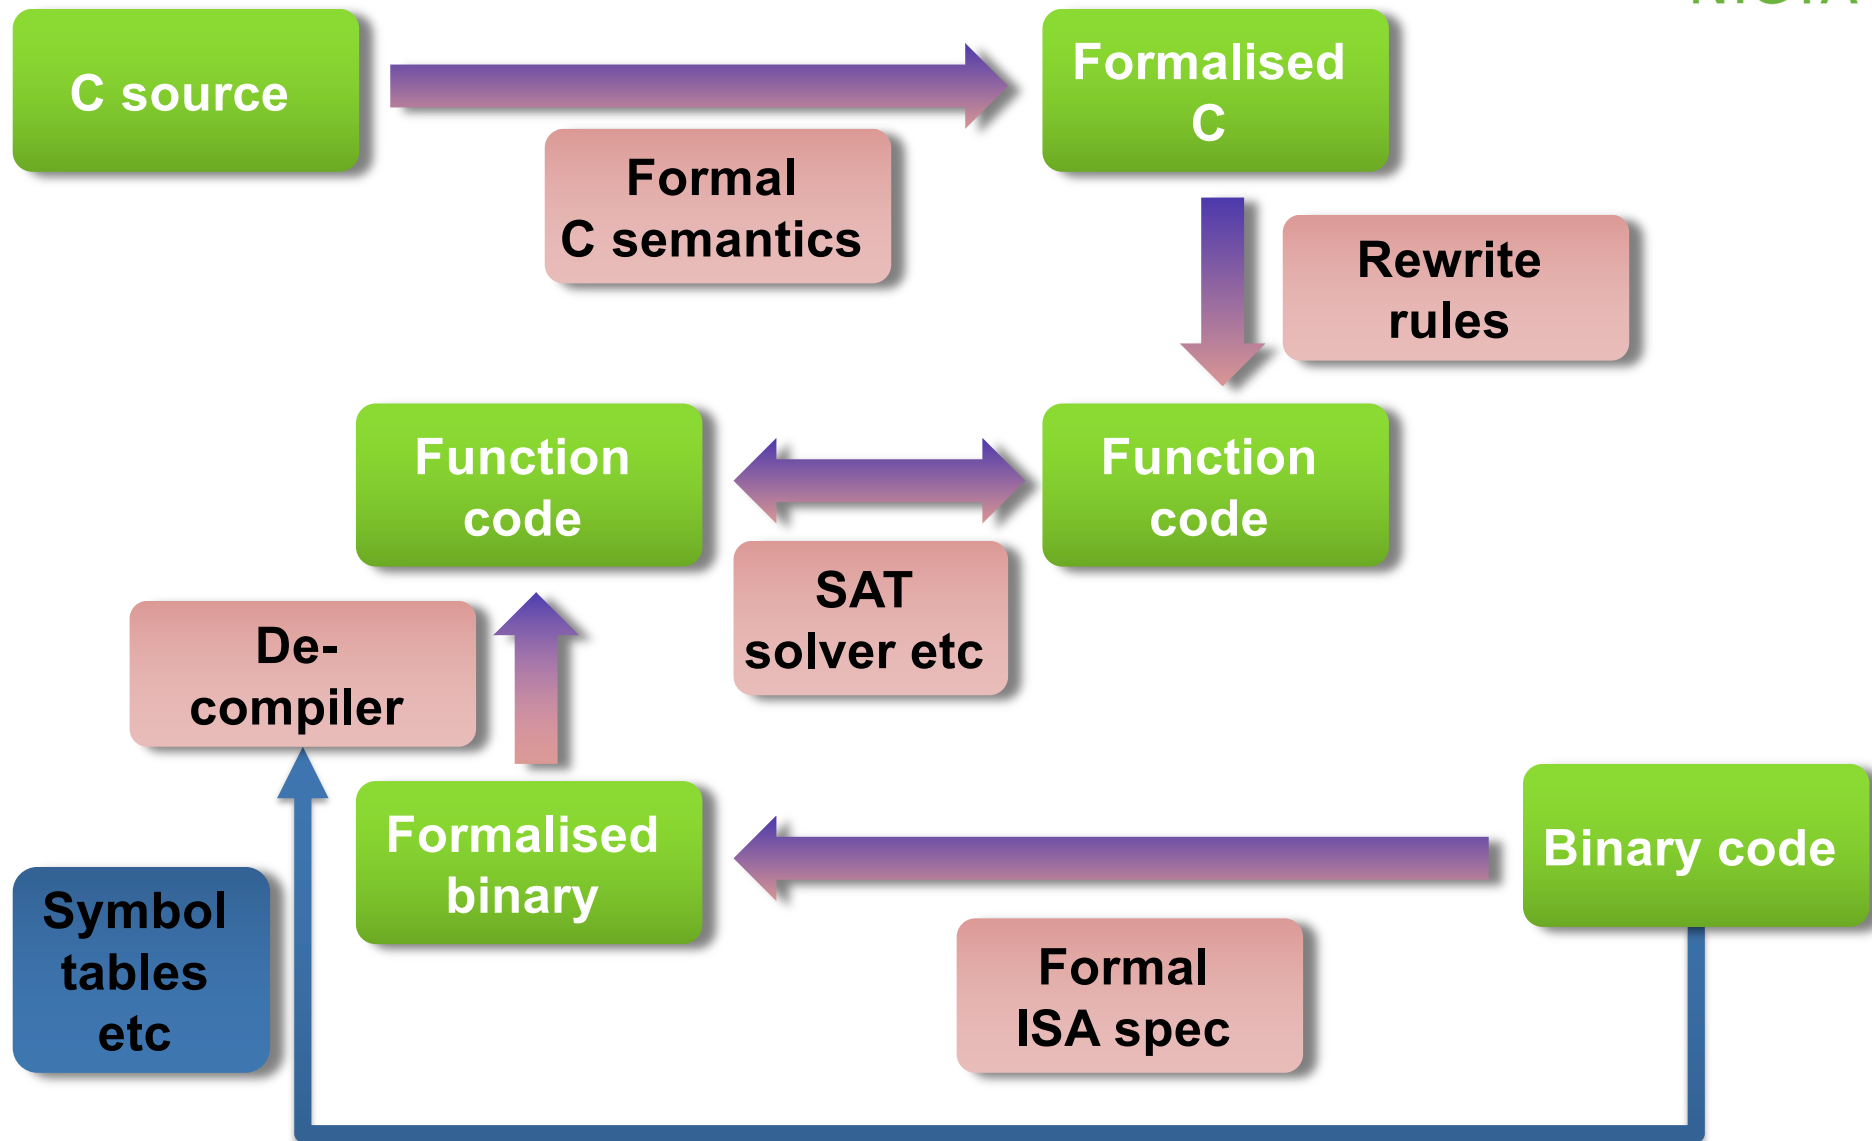 NICTA
C source
Formalised
C
Formal
C semantics
Rewrite
rules
Function
code
Function
code
SAT
solver etc
De-
compiler
Formalised
binary
Binary code
Symbol
tables
etc
Formal
ISA spec